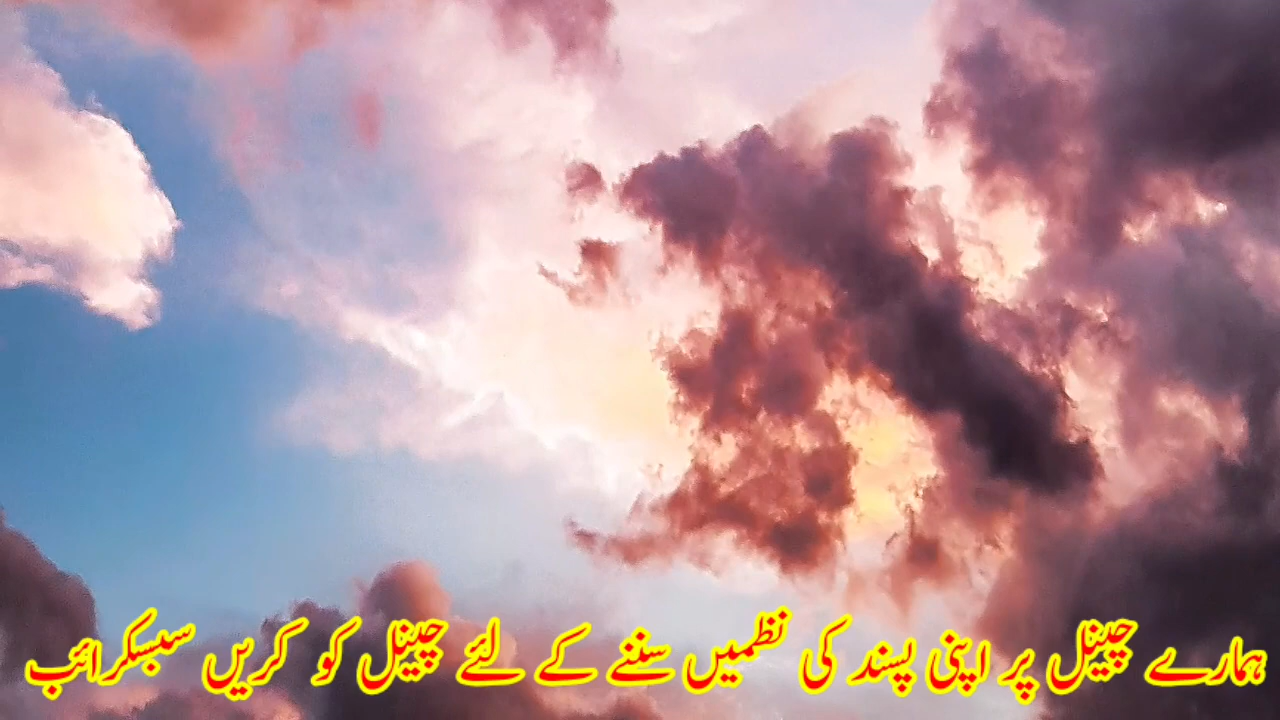 ہمارے چینل پر اپنی پسند کی نظمیں سننے کے لئے چینل کو کریں سبسکرائب